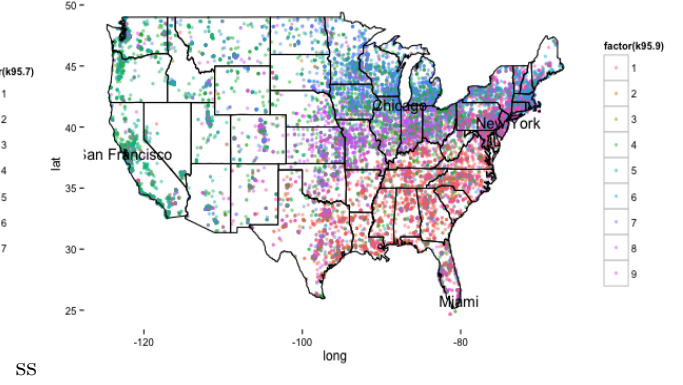 r(k95.7)
1
2
3
4
5
6
7
50
45
40
35
30
25
lat
-120
-100
-80
long
San Francisco
Chicago
New York
Miami
factor(k95.9)
1
2
3
4
5
6
7
8
9
ss